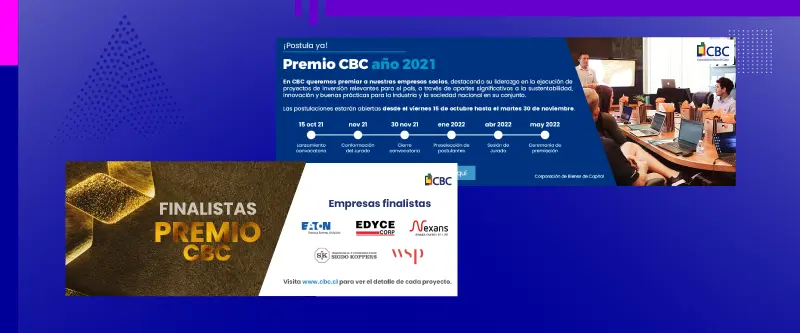 ¡Postula ya!
Premio CBC año 2021
CBC
En CBC queremos premiar a nuestras empresas socias, destacando su liderazgo en la ejecución de
proyectos de inversión relevantes para el país, a través de aportes significativos a la sustentabilidad,
innovación y buenas prácticas para la industria y la sociedad nacional en su conjunto.
Las postulaciones estarán abiertas desde el viernes 15 de octubre hasta el martes 30 de noviembre.
15 oct 21 nov 21 30 nov 21 ene 2022 abr 2022 may 2022
Lanzamiento Conformación Cierre Preselección de Sesión de Ceremonia de
convocatoria del Jurado convocatoria postulantes Jurado premiación
quí
Corporación de Bienes de Capital
CBC
FINALISTAS
PREMIO
CBC
Empresas finalistas
EATON
EDYCE
CORP
Nexans
SK
SIGDO KOPPERS
wsp
Visita www.cbc.cl para ver el detalle de cada proyecto.